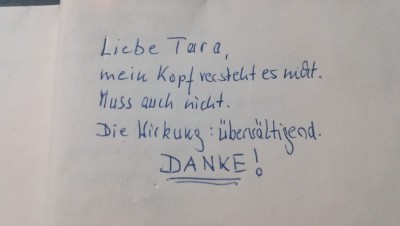 Liebe Tara,
mein Kopf versteht es nicht.
Muss auch nicht.
Die Wirkung: überwältigend.
DANKE!